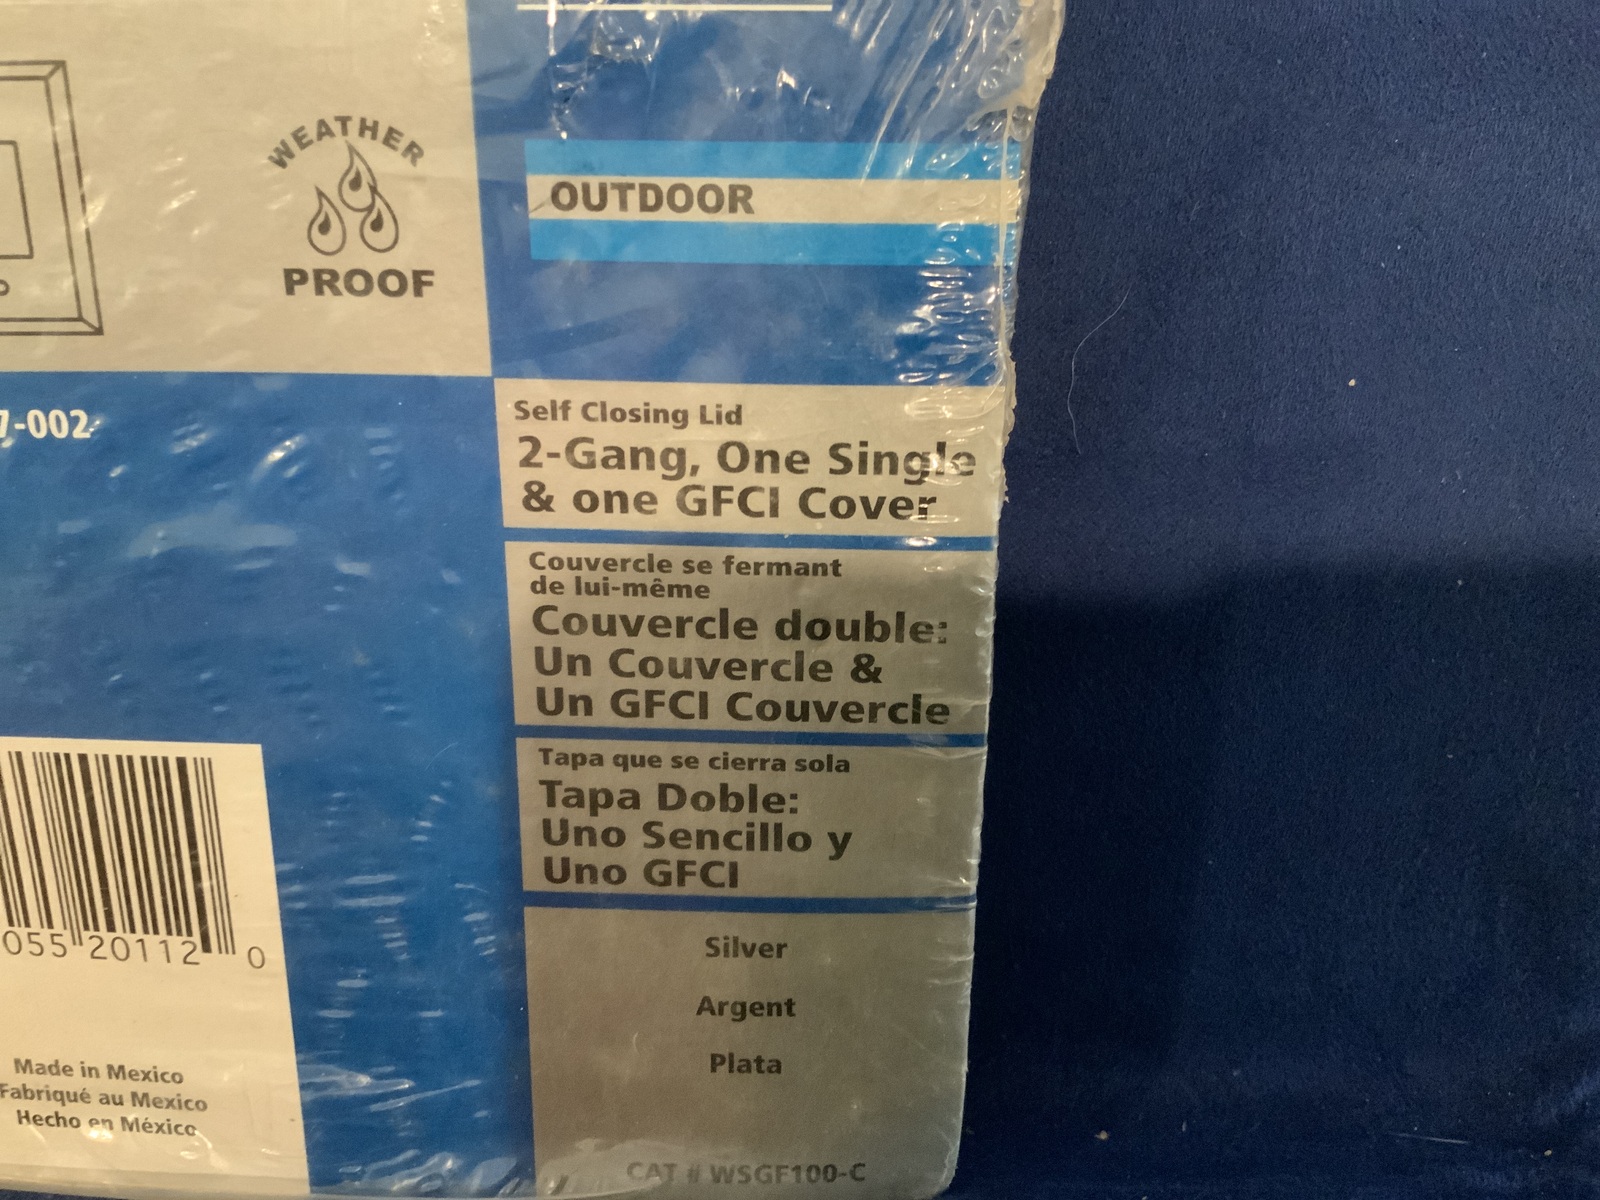 WEATHER
PROOF
OUTDOOR
7-002
Self Closing Lid
2-Gang, One Single
& one GFCI Cover
Couvercle se fermant
de lui-même
Couvercle double:
Un Couvercle &
Un GFCI Couvercle
Tapa que se cierra sola
Tapa Doble:
Uno Sencillo y
Uno GFCI
Silver
Argent
Plata
CAT # WSGF100-C
055 20112 0
Made in Mexico
Fabriqué au Mexico
Hecho en México